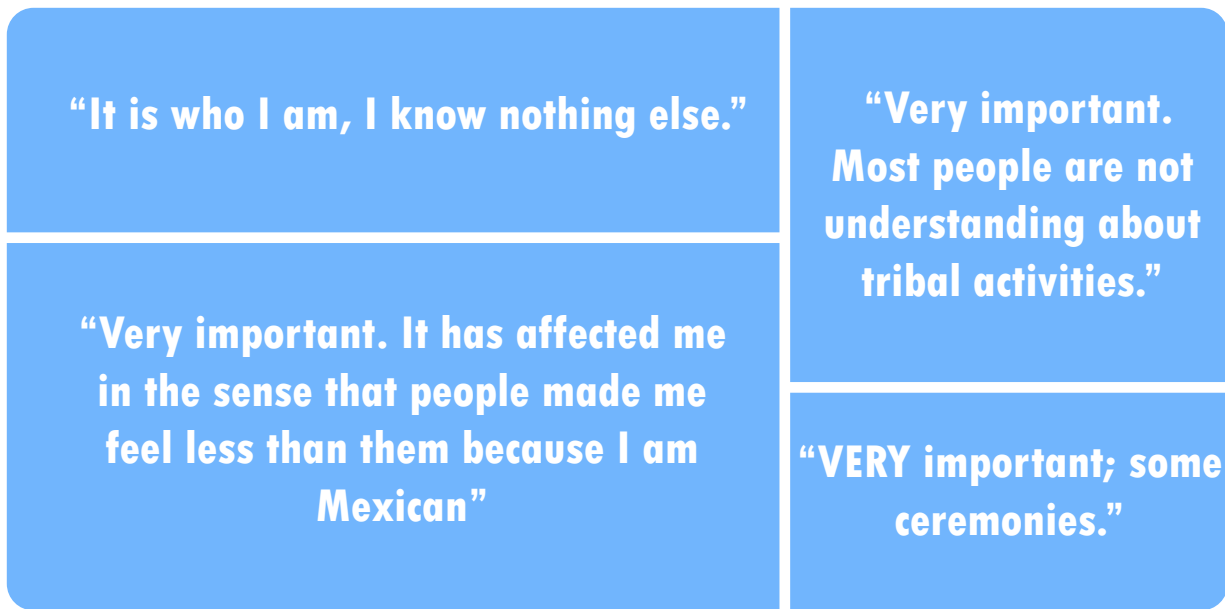 “It is who I am, I know nothing else.”
“Very important. It has affected me
in the sense that people made me
feel less than them because I am
Mexican”
“Very important.
Most people are not
understanding about
tribal activities.”
“VERY important; some
ceremonies.”